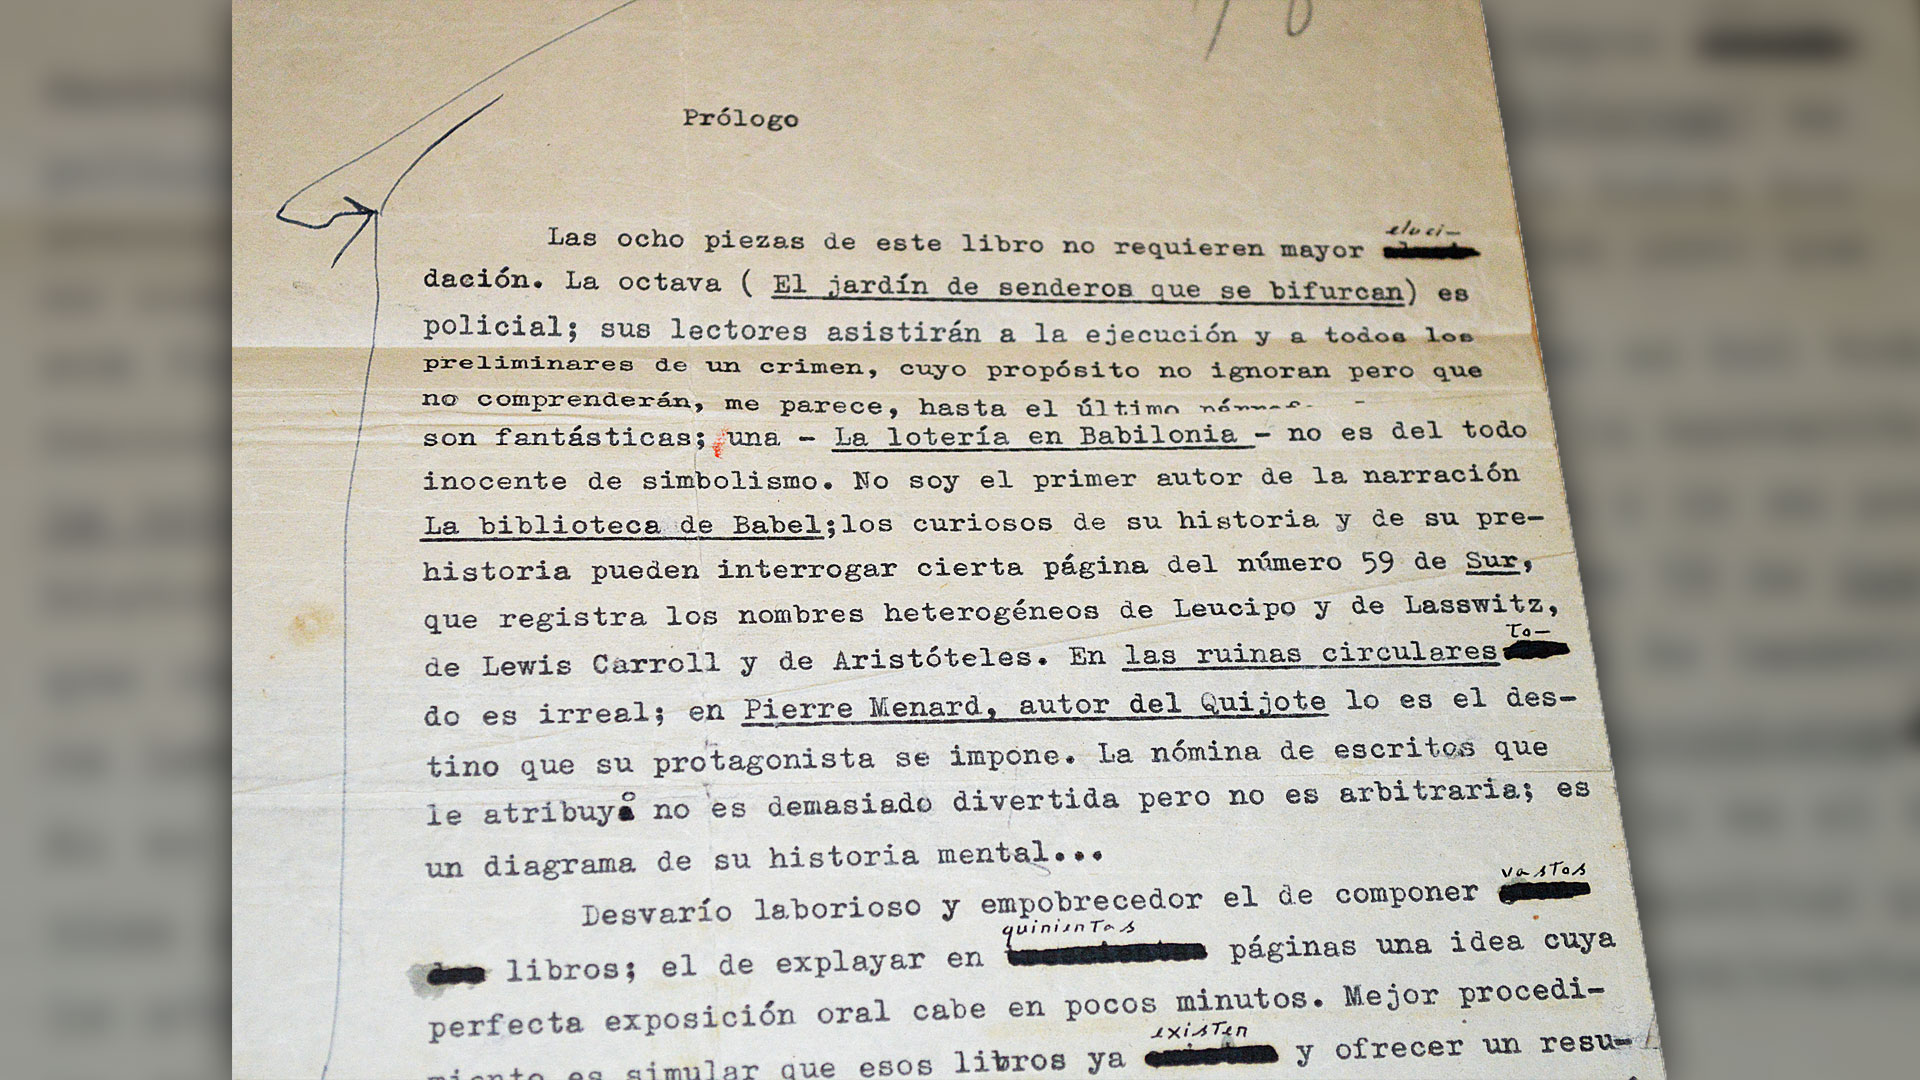 Prólogo
Las ocho piezas de este libro no requieren mayor eluci-
dación. La octava ( El jardín de senderos que se bifurcan) es
policial; sus lectores asistirán a la ejecución y a todos los
preliminares de un crimen, cuyo propósito no ignoran pero que
no comprenderán, me parece, hasta el último
son fantásticas; una - La lotería en Babilonia - no es del todo
inocente de simbolismo. No soy el primer autor de la narración
La biblioteca de Babel;los curiosos de su historia y de su pre-
historia pueden interrogar cierta página del número 59 de Sur,
que registra los nombres heterogéneos de Leucipo y de Lasswitz,
de Lewis Carroll y de Aristóteles. En las ruinas circulares to-
do es irreal; en Pierre Menard, autor del Quijote lo es el des-
tino que su protagonista se impone. La nómina de escritos que
le atribuyo no es demasiado divertida pero no es arbitraria; es
un diagrama de su historia mental...
Desvarío laborioso y empobrecedor el de componer vastos
libros; el de explayar en quinientas páginas una idea cuya
perfecta exposición oral cabe en pocos minutos. Mejor procedi-
miento es simular que esos libros ya existen y ofrecer un resu-